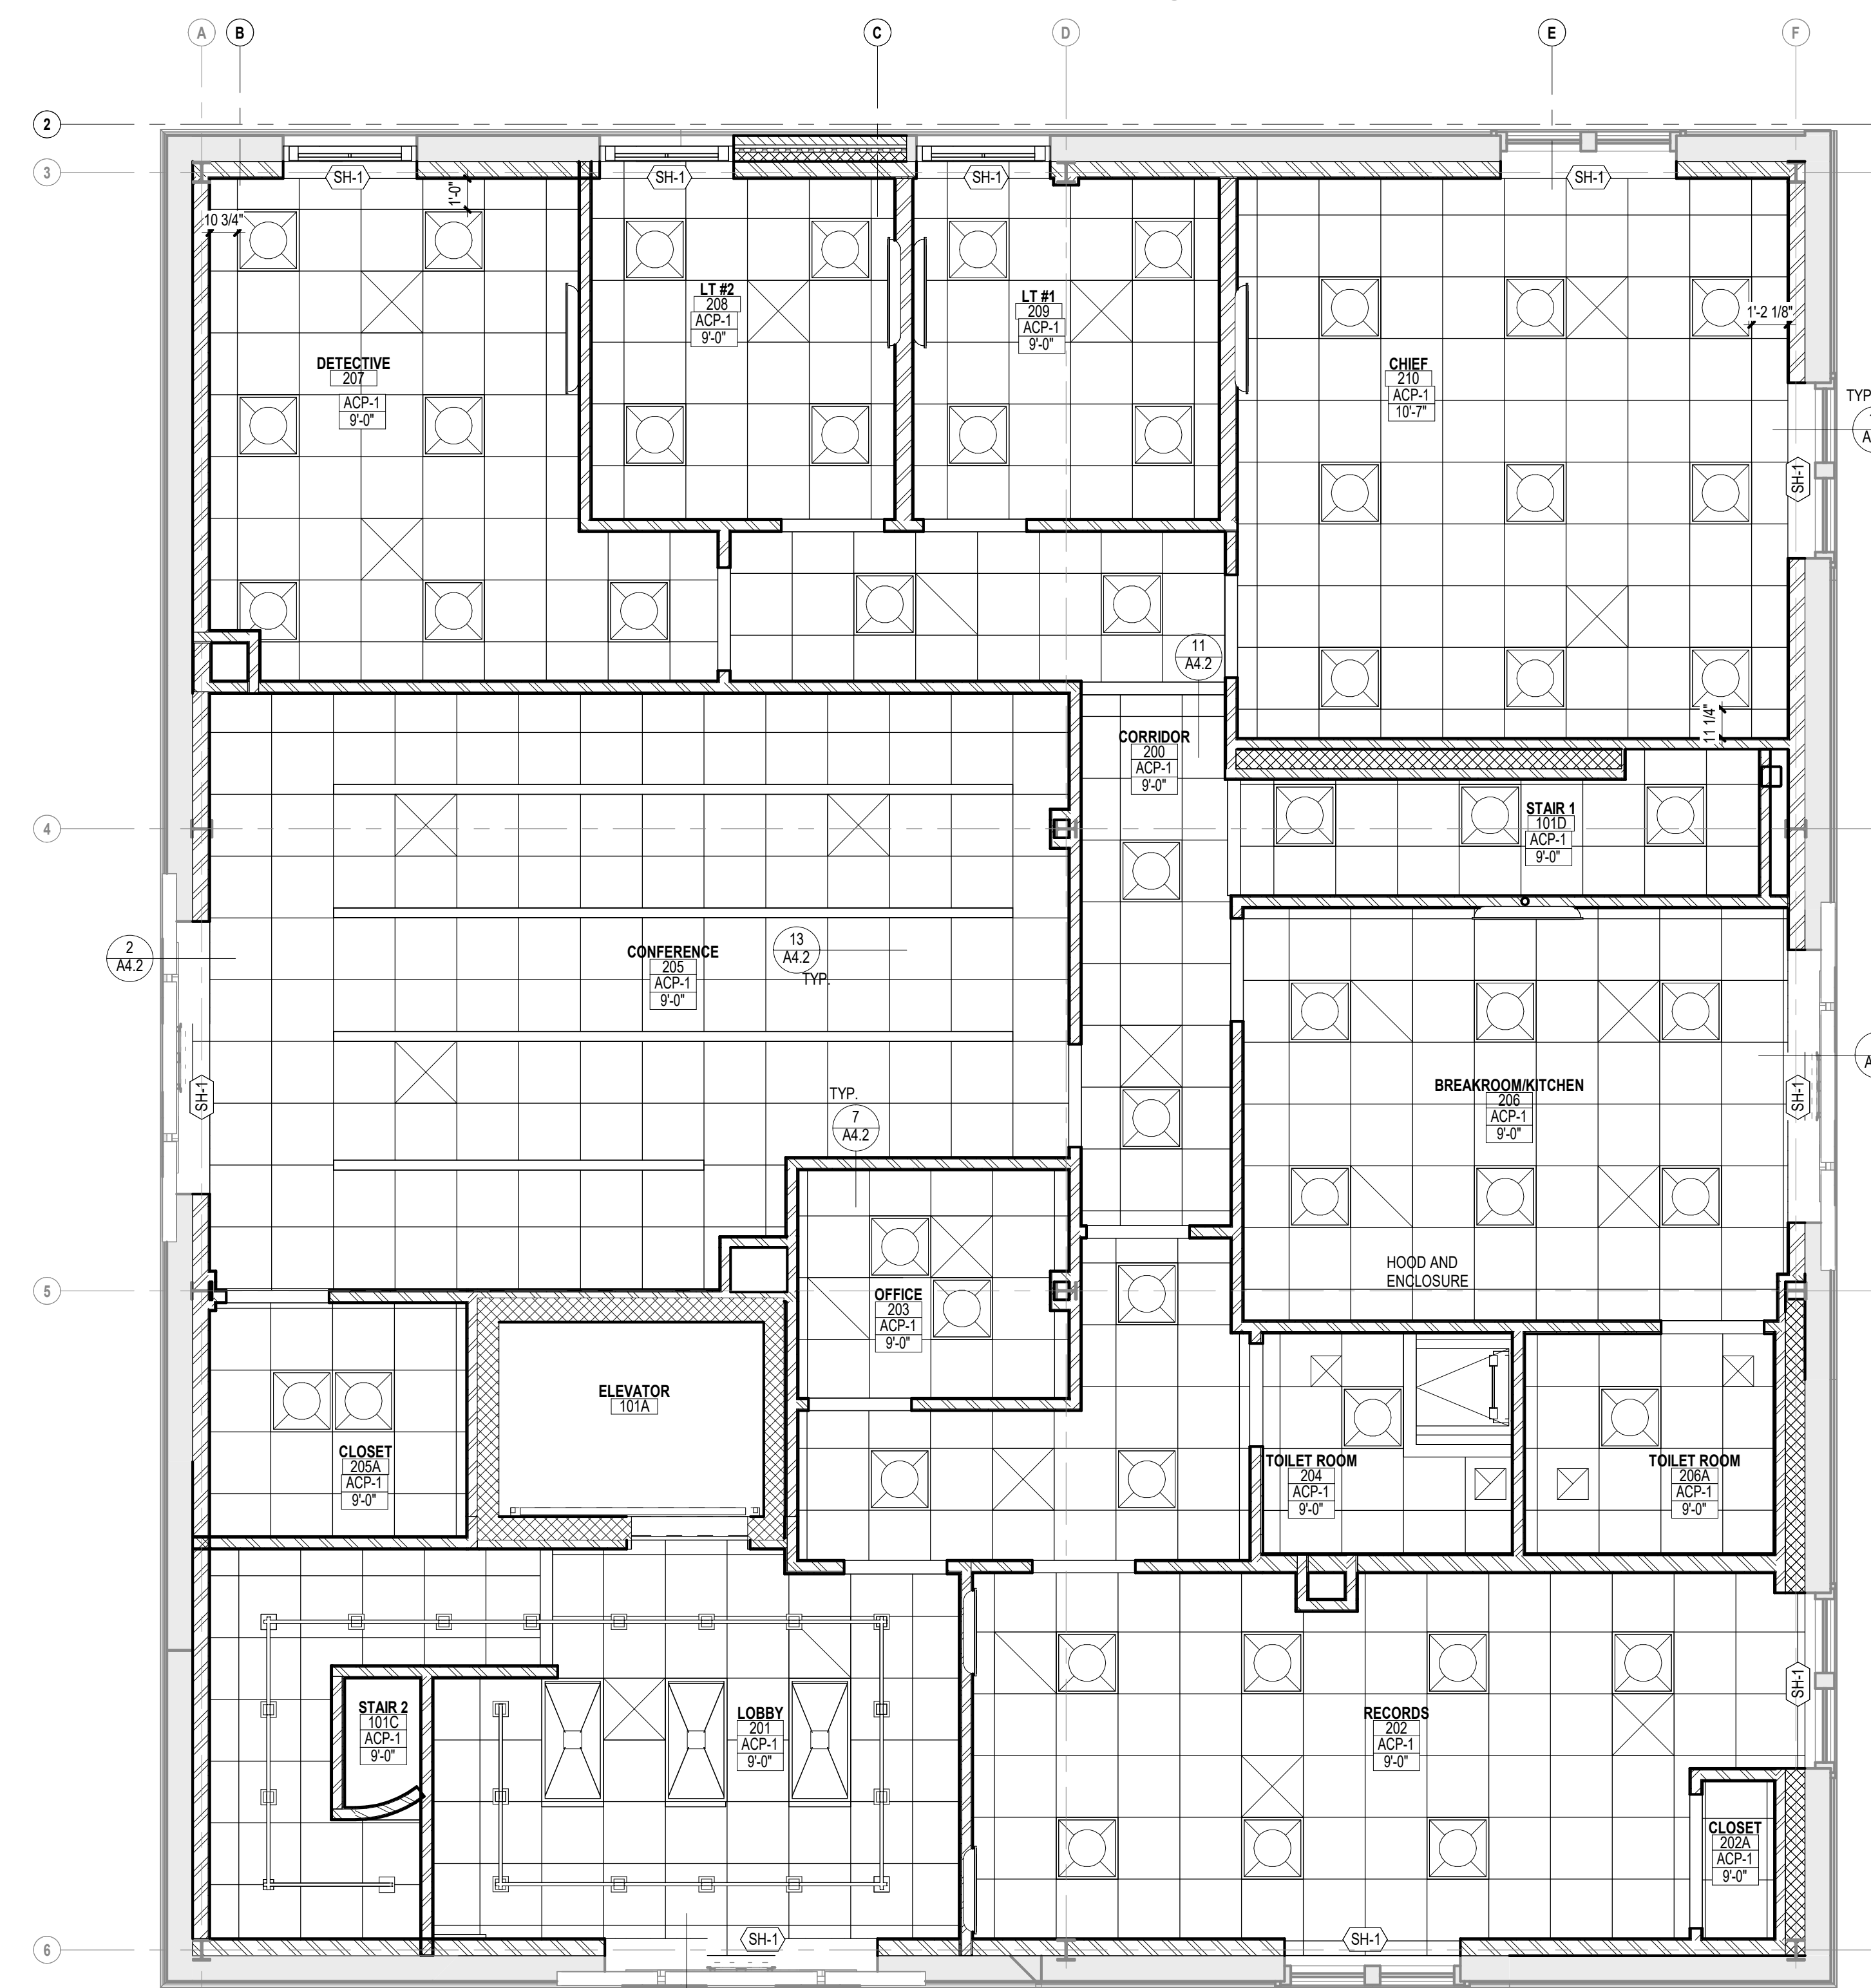 A
B
C
D
E
F
2
3
SH-1
SH-1
SH-1
SH-1
1'-0"
10 3/4"
LT #2
208
ACP-1
9'-0"
LT #1
209
ACP-1
9'-0"
1'-2 1/8"
DETECTIVE
207
ACP-1
9'-0"
CHIEF
210
ACP-1
10'-7"
TYP
A
SH-1
11
A4.2
11 1/4"
CORRIDOR
200
ACP-1
9'-0"
4
STAIR 1
101D
ACP-1
9'-0"
2
A4.2
CONFERENCE
205
ACP-1
9'-0"
13
A4.2
TYP.
A
SH-1
SH-1
TYP.
7
A4.2
BREAKROOM/KITCHEN
206
ACP-1
9'-0"
HOOD AND
ENCLOSURE
5
OFFICE
203
ACP-1
9'-0"
ELEVATOR
101A
CLOSET
205A
ACP-1
9'-0"
TOILET ROOM
204
ACP-1
9'-0"
TOILET ROOM
206A
ACP-1
9'-0"
SH-1
STAIR 2
101C
ACP-1
9'-0"
LOBBY
201
ACP-1
9'-0"
RECORDS
202
ACP-1
9'-0"
CLOSET
202A
ACP-1
9'-0"
6
SH-1
SH-1